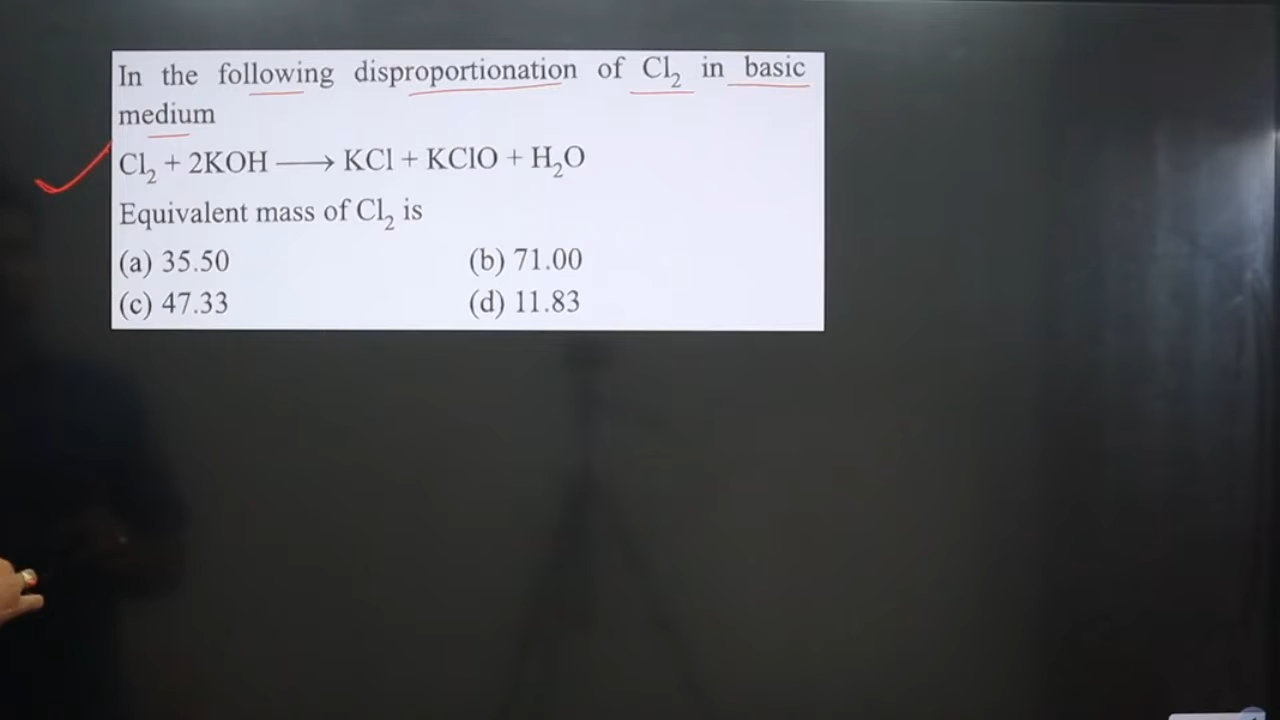 In the following disproportionation of Cl₂ in basic
medium
Cl₂ + 2KOH ⟶ KCl + KClO + H₂O
Equivalent mass of Cl₂ is
(a) 35.50 (b) 71.00
(c) 47.33 (d) 11.83